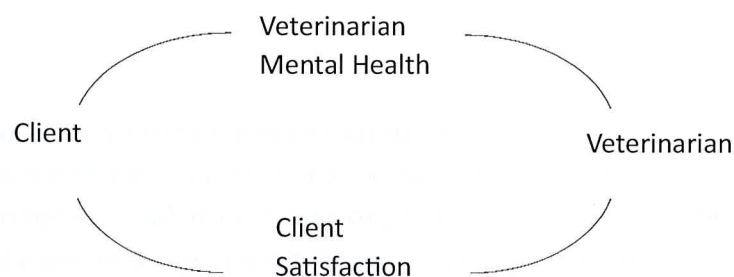 Veterinarian
Mental Health
Client
Veterinarian
Client
Satisfaction